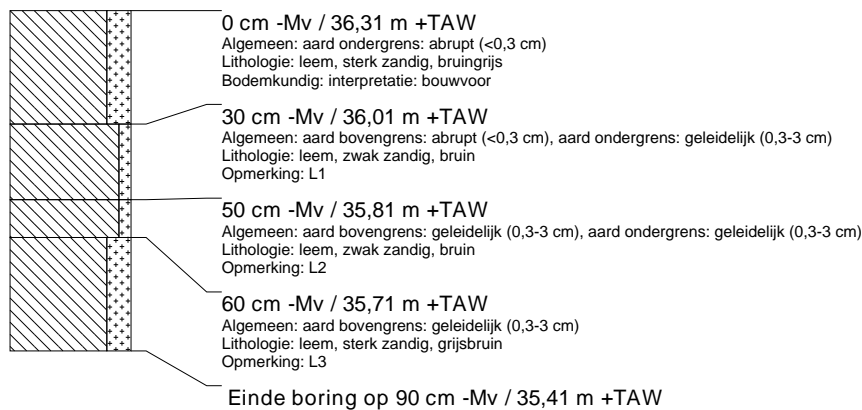 0 cm -Mv / 36,31 m +TAW
Algemeen: aard ondergrens: abrupt (<0,3 cm)
Lithologie: leem, sterk zandig, bruingrijs
Bodemkundig: interpretatie: bouwvoor
30 cm -Mv / 36,01 m +TAW
Algemeen: aard bovengrens: abrupt (<0,3 cm), aard ondergrens: geleidelijk (0,3-3 cm)
Lithologie: leem, zwak zandig, bruin
Opmerking: L1
50 cm -Mv / 35,81 m +TAW
Algemeen: aard bovengrens: geleidelijk (0,3-3 cm), aard ondergrens: geleidelijk (0,3-3 cm)
Lithologie: leem, zwak zandig, bruin
Opmerking: L2
60 cm -Mv / 35,71 m +TAW
Algemeen: aard bovengrens: geleidelijk (0,3-3 cm)
Lithologie: leem, sterk zandig, grijsbruin
Opmerking: L3
Einde boring op 90 cm -Mv / 35,41 m +TAW